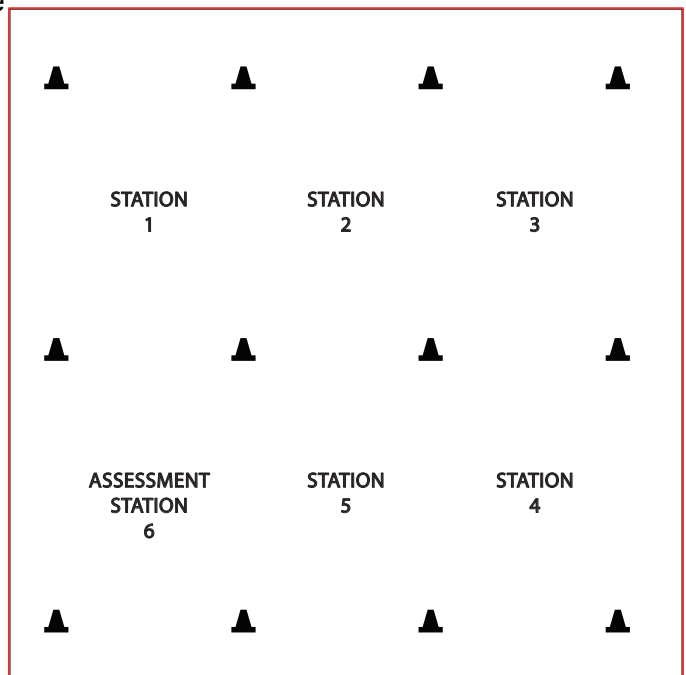 e
STATION
1
STATION
2
STATION
3
ASSESSMENT
STATION
6
STATION
5
STATION
4